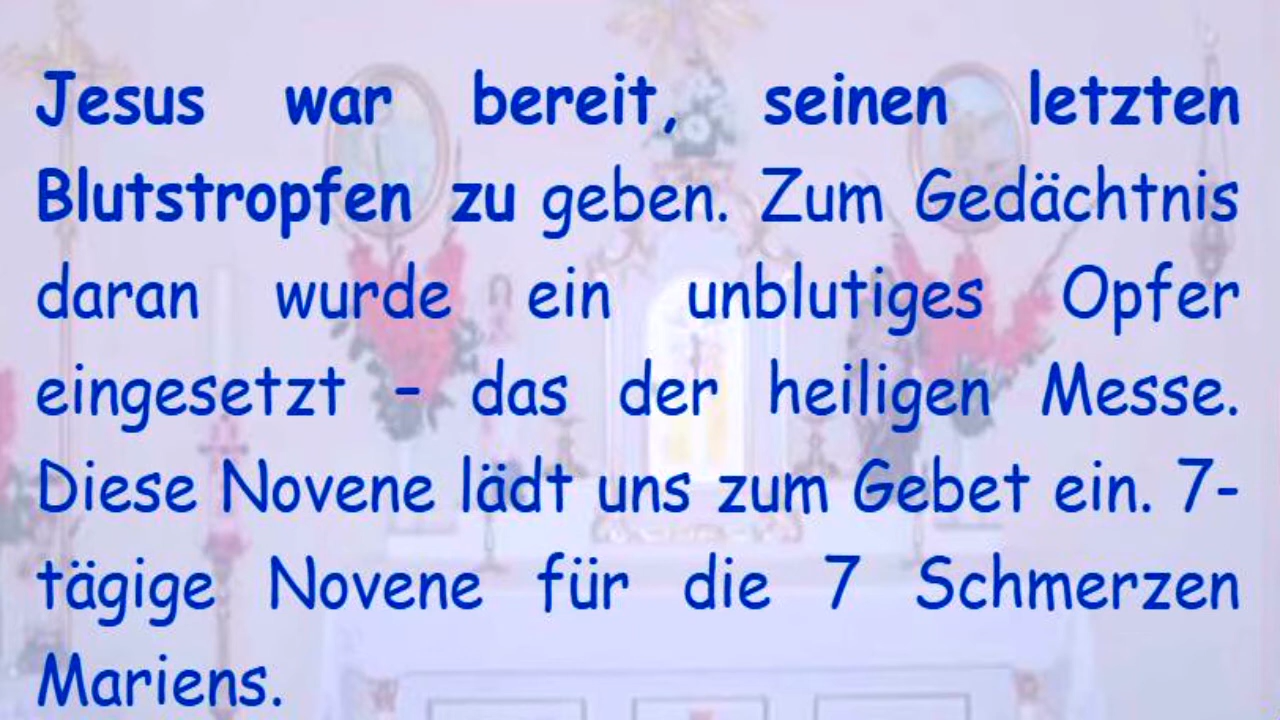 Jesus war bereit, seinen letzten
Blutstropfen zu geben. Zum Gedächtnis
daran wurde ein unblutiges Opfer
eingesetzt – das der heiligen Messe.
Diese Novene lädt uns zum Gebet ein. 7-
tägige Novene für die 7 Schmerzen
Mariens.